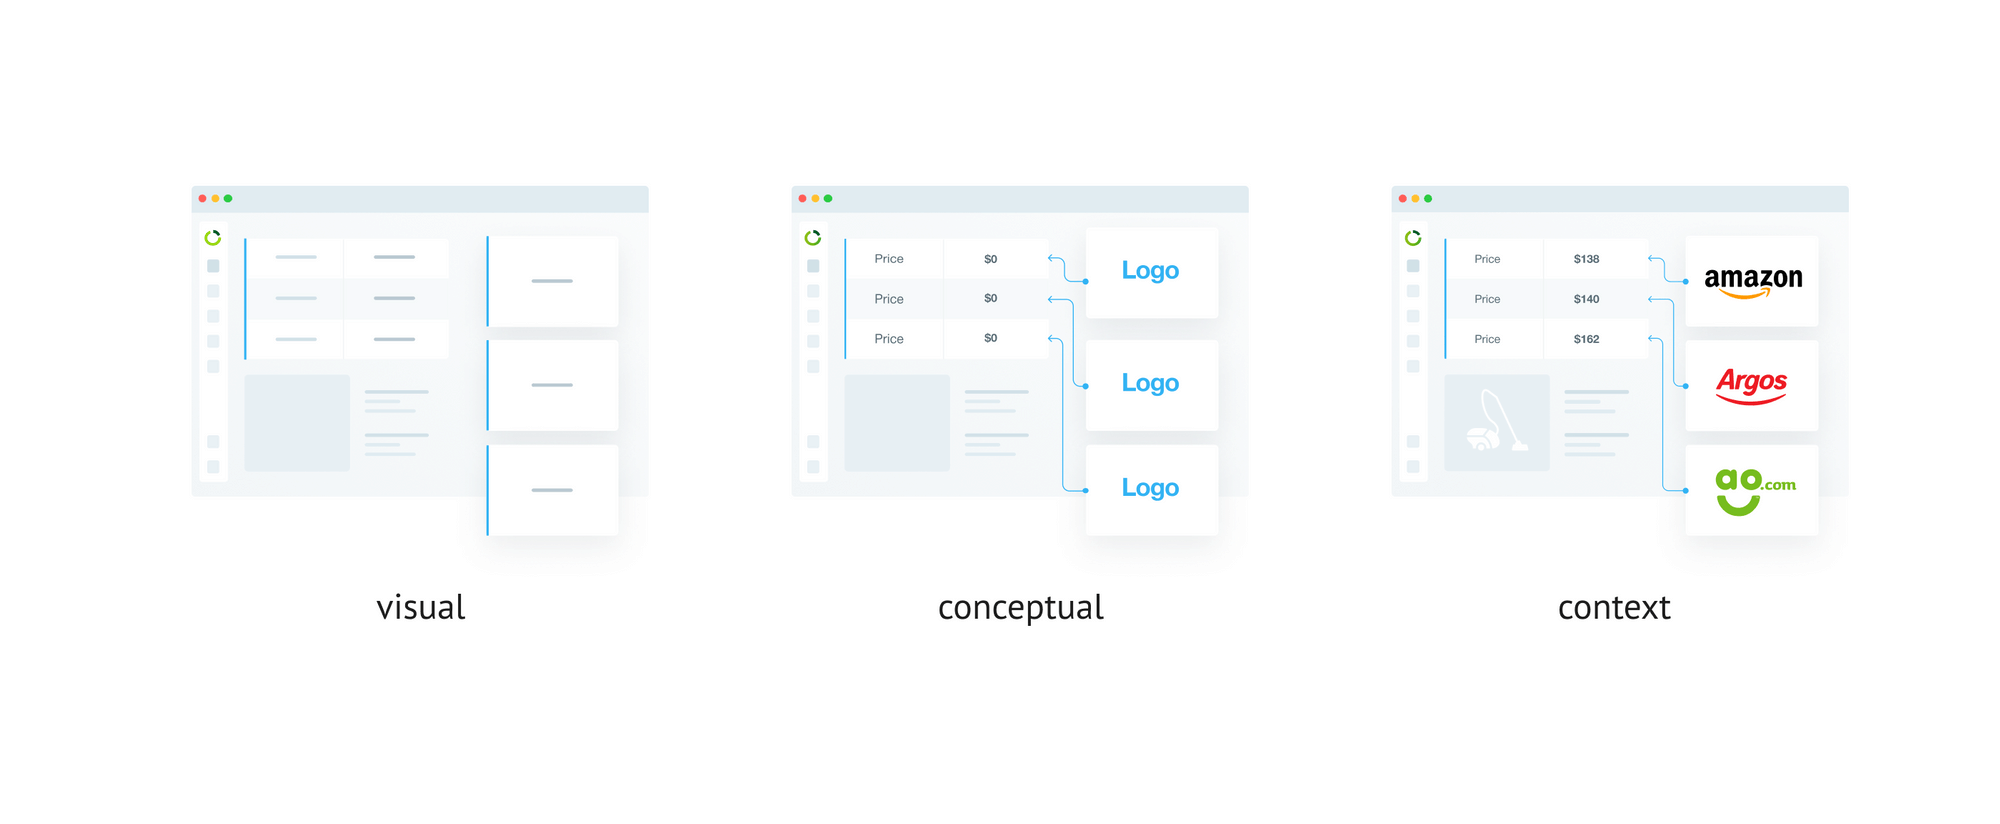 visual
Price $0
Price $0
Price $0
Logo
Logo
Logo
conceptual
Price $138
Price $140
Price $162
amazon
Argos
ao.com
context